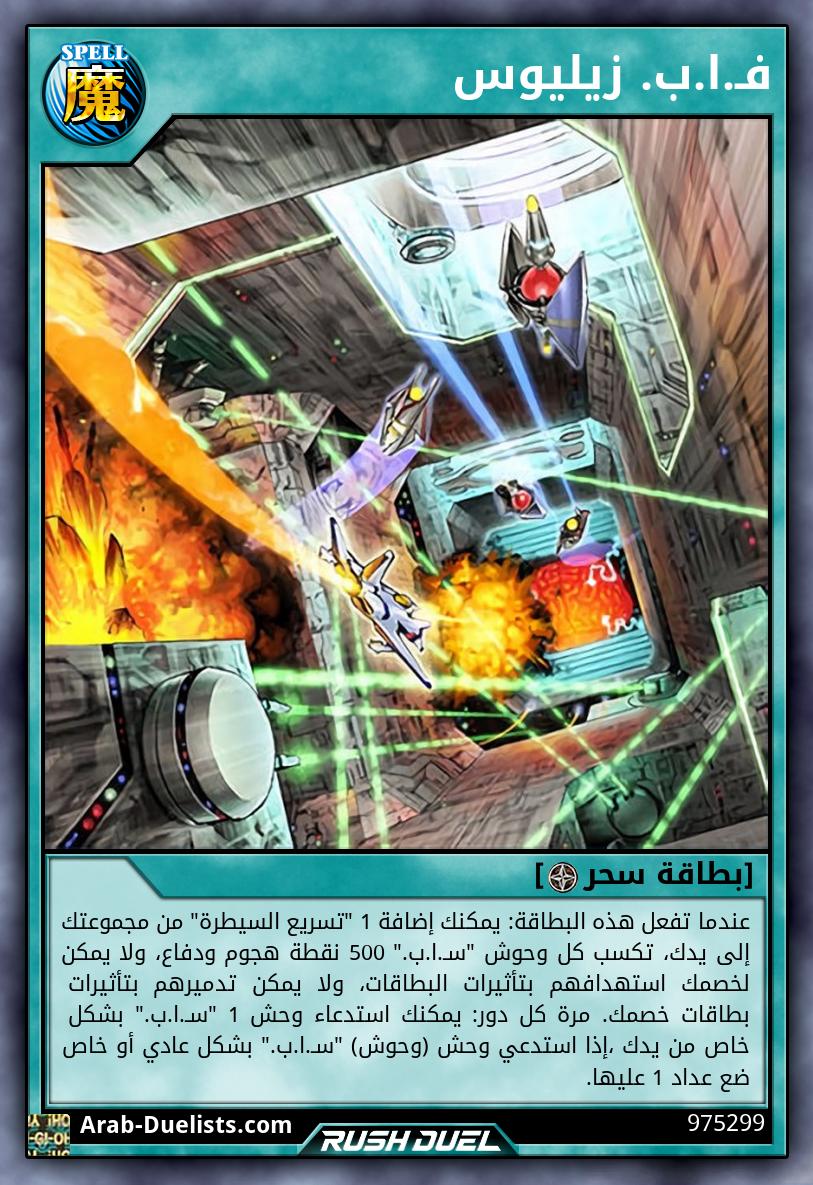 SPELL
魔
فـ.ا.ب. زيليوس
[بطاقة سحر ]
عندما تفعل هذه البطاقة: يمكنك إضافة 1 "تسريع السيطرة" من مجموعتك
إلى يدك، تكسب كل وحوش "سـ.ا.ب." 500 نقطة هجوم ودفاع، ولا يمكن
لخصمك استهدافهم بتأثيرات البطاقات، ولا يمكن تدميرهم بتأثيرات
بطاقات خصمك. مرة كل دور: يمكنك استدعاء وحش 1 "سـ.ا.ب." بشكل
خاص من يدك ،إذا استدعي وحش (وحوش) "سـ.ا.ب." بشكل عادي أو خاص
ضع عداد 1 عليها.
Arab-Duelists.com
RUSH DUEL
975299